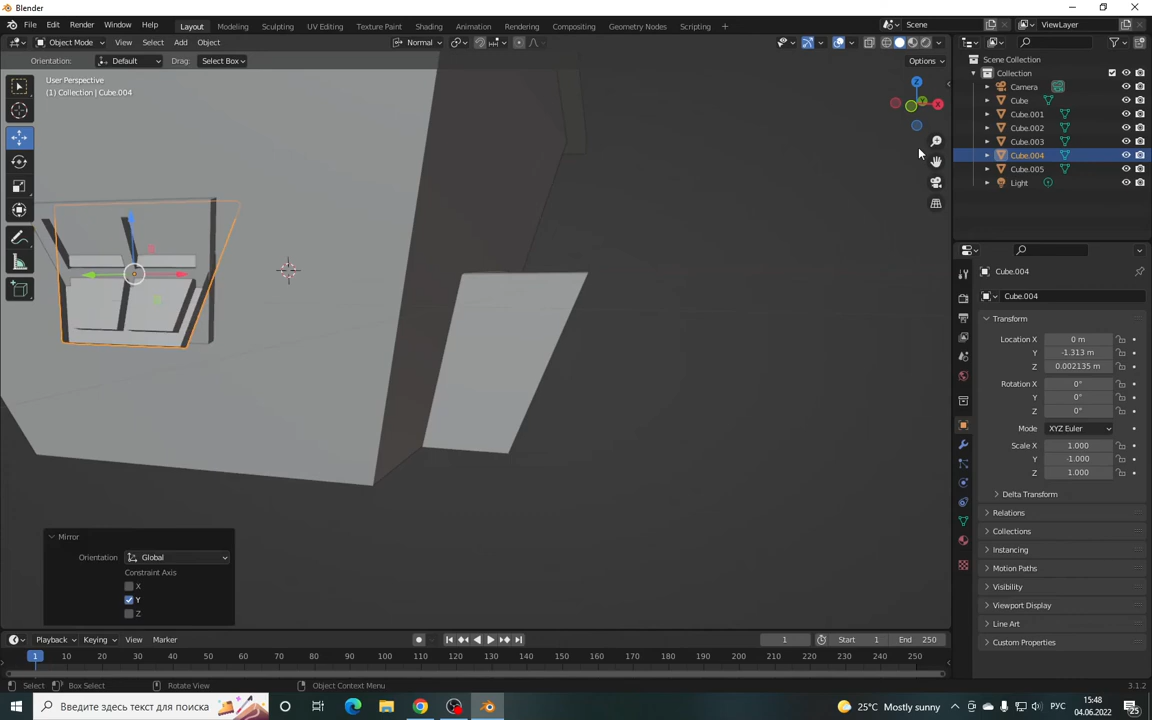 Blender
File Edit Render Window Help Layout Modeling Sculpting UV Editing Texture Paint Shading Animation Rendering Compositing Geometry Nodes Scripting Scene ViewLayer
Object Mode View Select Add Object Normal
Orientation: Default Drag: Select Box Options
User Perspective
(1) Collection | Cube.004
X
Y
Z
Scene Collection
Collection
Camera
Cube
Cube.001
Cube.002
Cube.003
Cube.004
Cube.005
Light
Cube.004
Cube.004
Transform
Location X 0 m
Y -1.313 m
Z 0.002135 m
Rotation X 0°
Y 0°
Z 0°
Mode XYZ Euler
Scale X 1.000
Y -1.000
Z 1.000
Delta Transform
Relations
Collections
Instancing
Motion Paths
Visibility
Viewport Display
Line Art
Custom Properties
Mirror
Orientation Global
Constraint Axis
X
Y
Z
Playback Keying View Marker 1 Start 1 End 250
1 10 20 30 40 50 60 70 80 90 100 110 120 130 140 150 160 170 180 190 200 210 220 230 240 250
Select Box Select Rotate View Object Context Menu 3.1.2
Введите здесь текст для поиска 25°C Mostly sunny РУС 15:48
04.06.2022 25